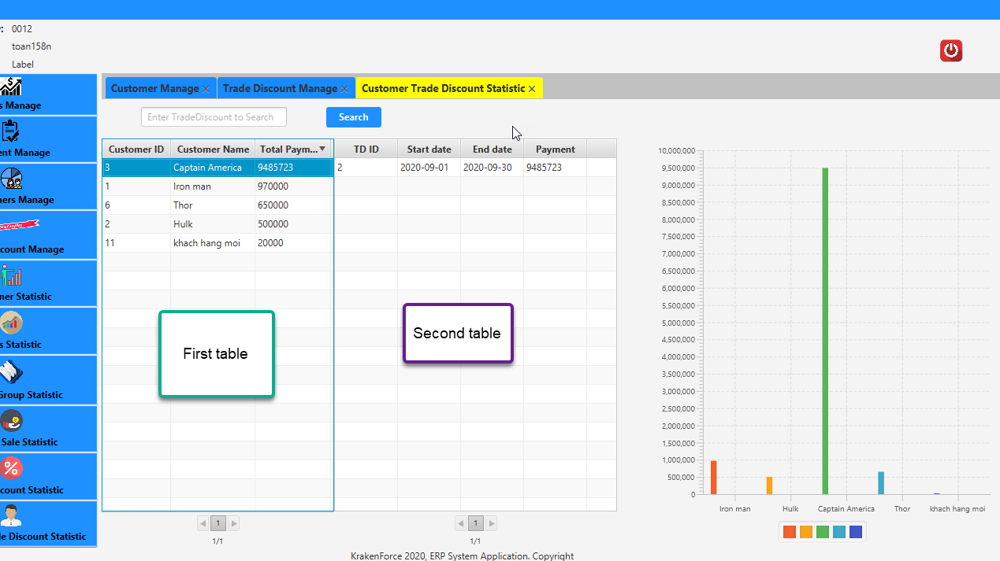 : 0012
toan158n
Label
s Manage
ent Manage
ers Manage
DISCOUNT
count Manage
mer Statistic
s Statistic
Group Statistic
Sale Statistic
count Statistic
le Discount Statistic
Customer Manage × Trade Discount Manage × Customer Trade Discount Statistic ×
Enter TradeDiscount to Search Search
Customer ID Customer Name Total Paym...
3 Captain America 9485723
1 Iron man 970000
6 Thor 650000
2 Hulk 500000
11 khach hang moi 20000
First table
1
1/1
TD ID Start date End date Payment
2 2020-09-01 2020-09-30 9485723
Second table
1
1/1
10,000,000
9,500,000
9,000,000
8,500,000
8,000,000
7,500,000
7,000,000
6,500,000
6,000,000
5,500,000
5,000,000
4,500,000
4,000,000
3,500,000
3,000,000
2,500,000
2,000,000
1,500,000
1,000,000
500,000
0
Iron man Hulk Captain America Thor khach hang moi
KrakenForce 2020, ERP System Application. Copyright